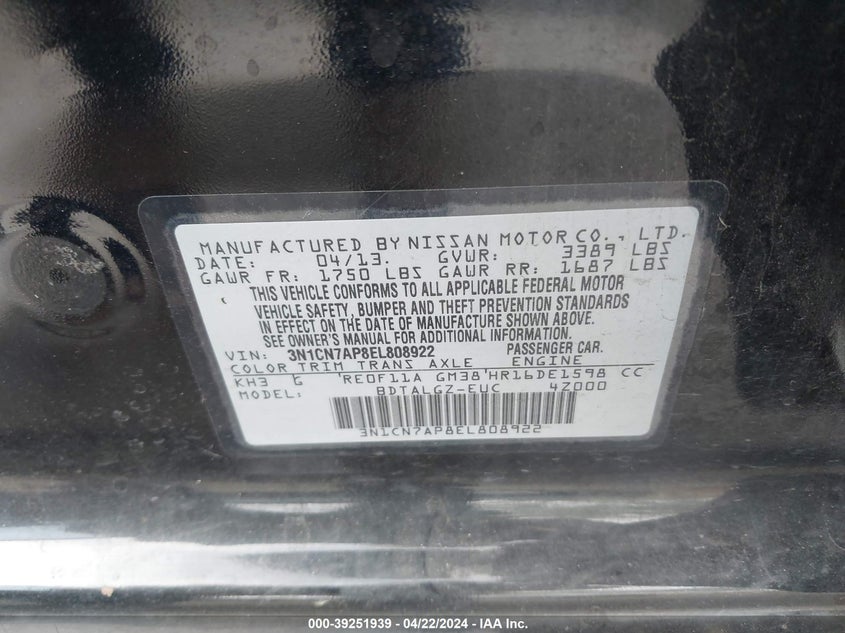 MANUFACTURED BY NISSAN MOTOR CO., LTD.
DATE: 04/13. GVWR: 3389 LBS
GAWR FR: 1750 LBS GAWR RR: 1687 LBS
THIS VEHICLE CONFORMS TO ALL APPLICABLE FEDERAL MOTOR
VEHICLE SAFETY, BUMPER AND THEFT PREVENTION STANDARDS
IN EFFECT ON THE DATE OF MANUFACTURE SHOWN ABOVE.
SEE OWNER'S MANUAL FOR ADDITIONAL INFORMATION.
VIN: 3N1CN7AP8EL808922 PASSENGER CAR.
COLOR TRIM TRANS AXLE ENGINE
KH3 G RE0F11A GM38 HR16DE1598 CC
MODEL: BDTALGZ-EUC 4Z000
3N1CN7AP8EL808922
000-39251939 - 04/22/2024 - IAA Inc.